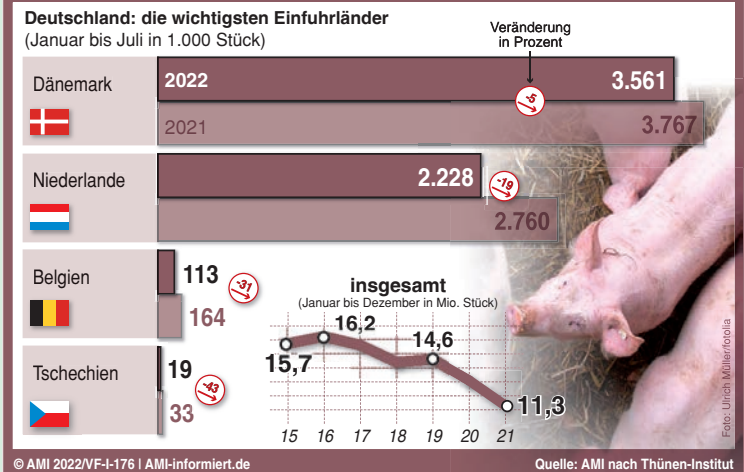 Deutschland: die wichtigsten Einfuhrländer
(Januar bis Juli in 1.000 Stück)
Veränderung
in Prozent
Dänemark
2022
3.561
-5
2021
3.767
Niederlande
2.228
-19
2.760
Belgien
113
-31
164
Tschechien
19
-43
33
insgesamt
(Januar bis Dezember in Mio. Stück)
16,2
15,7
14,6
11,3
15 16 17 18 19 20 21
Foto: Ulrich Müller/fotolia
© AMI 2022/VF-I-176 | AMI-informiert.de
Quelle: AMI nach Thünen-Institut